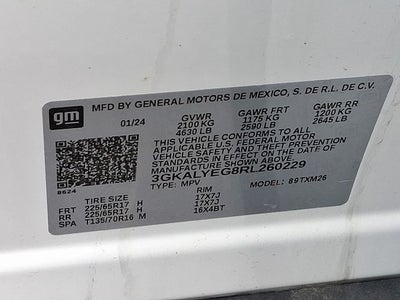 gm
MFD BY GENERAL MOTORS DE MEXICO, S. DE R.L. DE C.V.
01/24 GVWR GAWR FRT GAWR RR
2100 KG 1175 KG 1200 KG
4630 LB 2590 LB 2645 LB
THIS VEHICLE CONFORMS TO ALL
APPLICABLE U.S. FEDERAL MOTOR
VEHICLE SAFETY AND THEFT PREVENTION
STANDARDS IN EFFECT ON THE DATE OF
MANUFACTURE SHOWN ABOVE.
3GKALYEG8RL260229
8624 TYPE: MPV MODEL: 89TXM26
TIRE SIZE RIM
FRT 225/65R17 H 17X7J
RR 225/65R17 H 17X7J
SPA T135/70R16 M 16X4BT